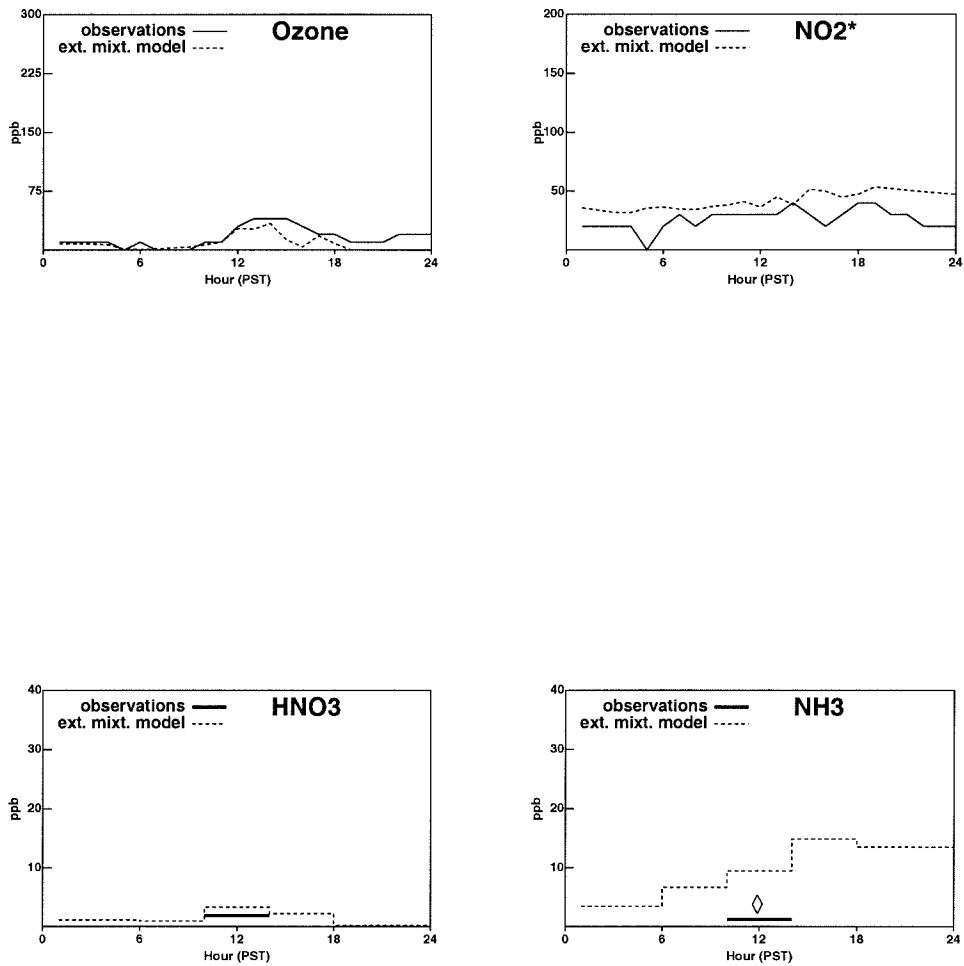 Ozone
observations
ext. mixt. model
300
225
150
75
ppb
0 6 12 18 24
Hour (PST)
NO2*
observations
ext. mixt. model
200
150
100
50
ppb
0 6 12 18 24
Hour (PST)
HNO3
observations
ext. mixt. model
40
30
20
10
ppb
0 6 12 18 24
Hour (PST)
NH3
observations
ext. mixt. model
40
30
20
10
ppb
0 6 12 18 24
Hour (PST)